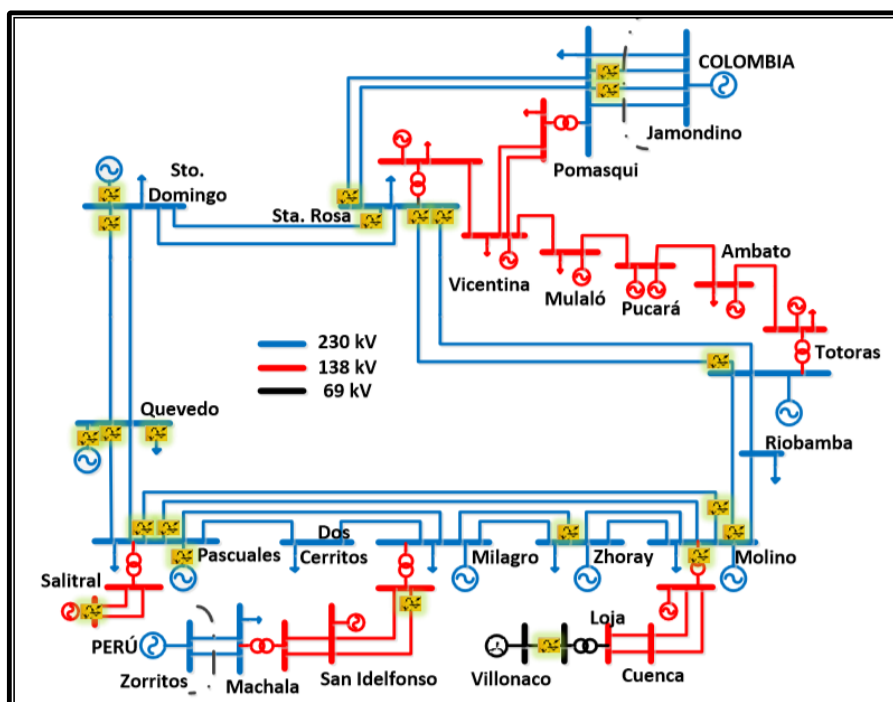 COLOMBIA
Jamondino
Pomasqui
Sto.
Domingo
Sta. Rosa
Vicentina
Mulaló
Pucará
Ambato
Totoras
230 kV
138 kV
69 kV
Quevedo
Riobamba
Pascuales
Dos
Cerritos
Milagro
Zhoray
Molino
Salitral
PERÚ
Zorritos
Machala
San Idelfonso
Villonaco
Loja
Cuenca